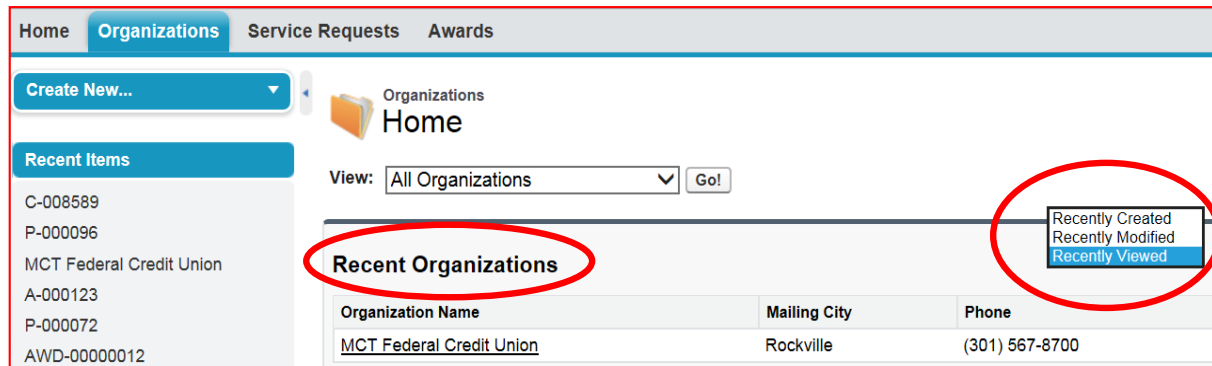 Home Organizations Service Requests Awards
Create New...
Recent Items
C-008589
P-000096
MCT Federal Credit Union
A-000123
P-000072
AWD-00000012
Organizations
Home
View: All Organizations Go!
Recently Created
Recently Modified
Recently Viewed
Recent Organizations
Organization Name Mailing City Phone
MCT Federal Credit Union Rockville (301) 567-8700